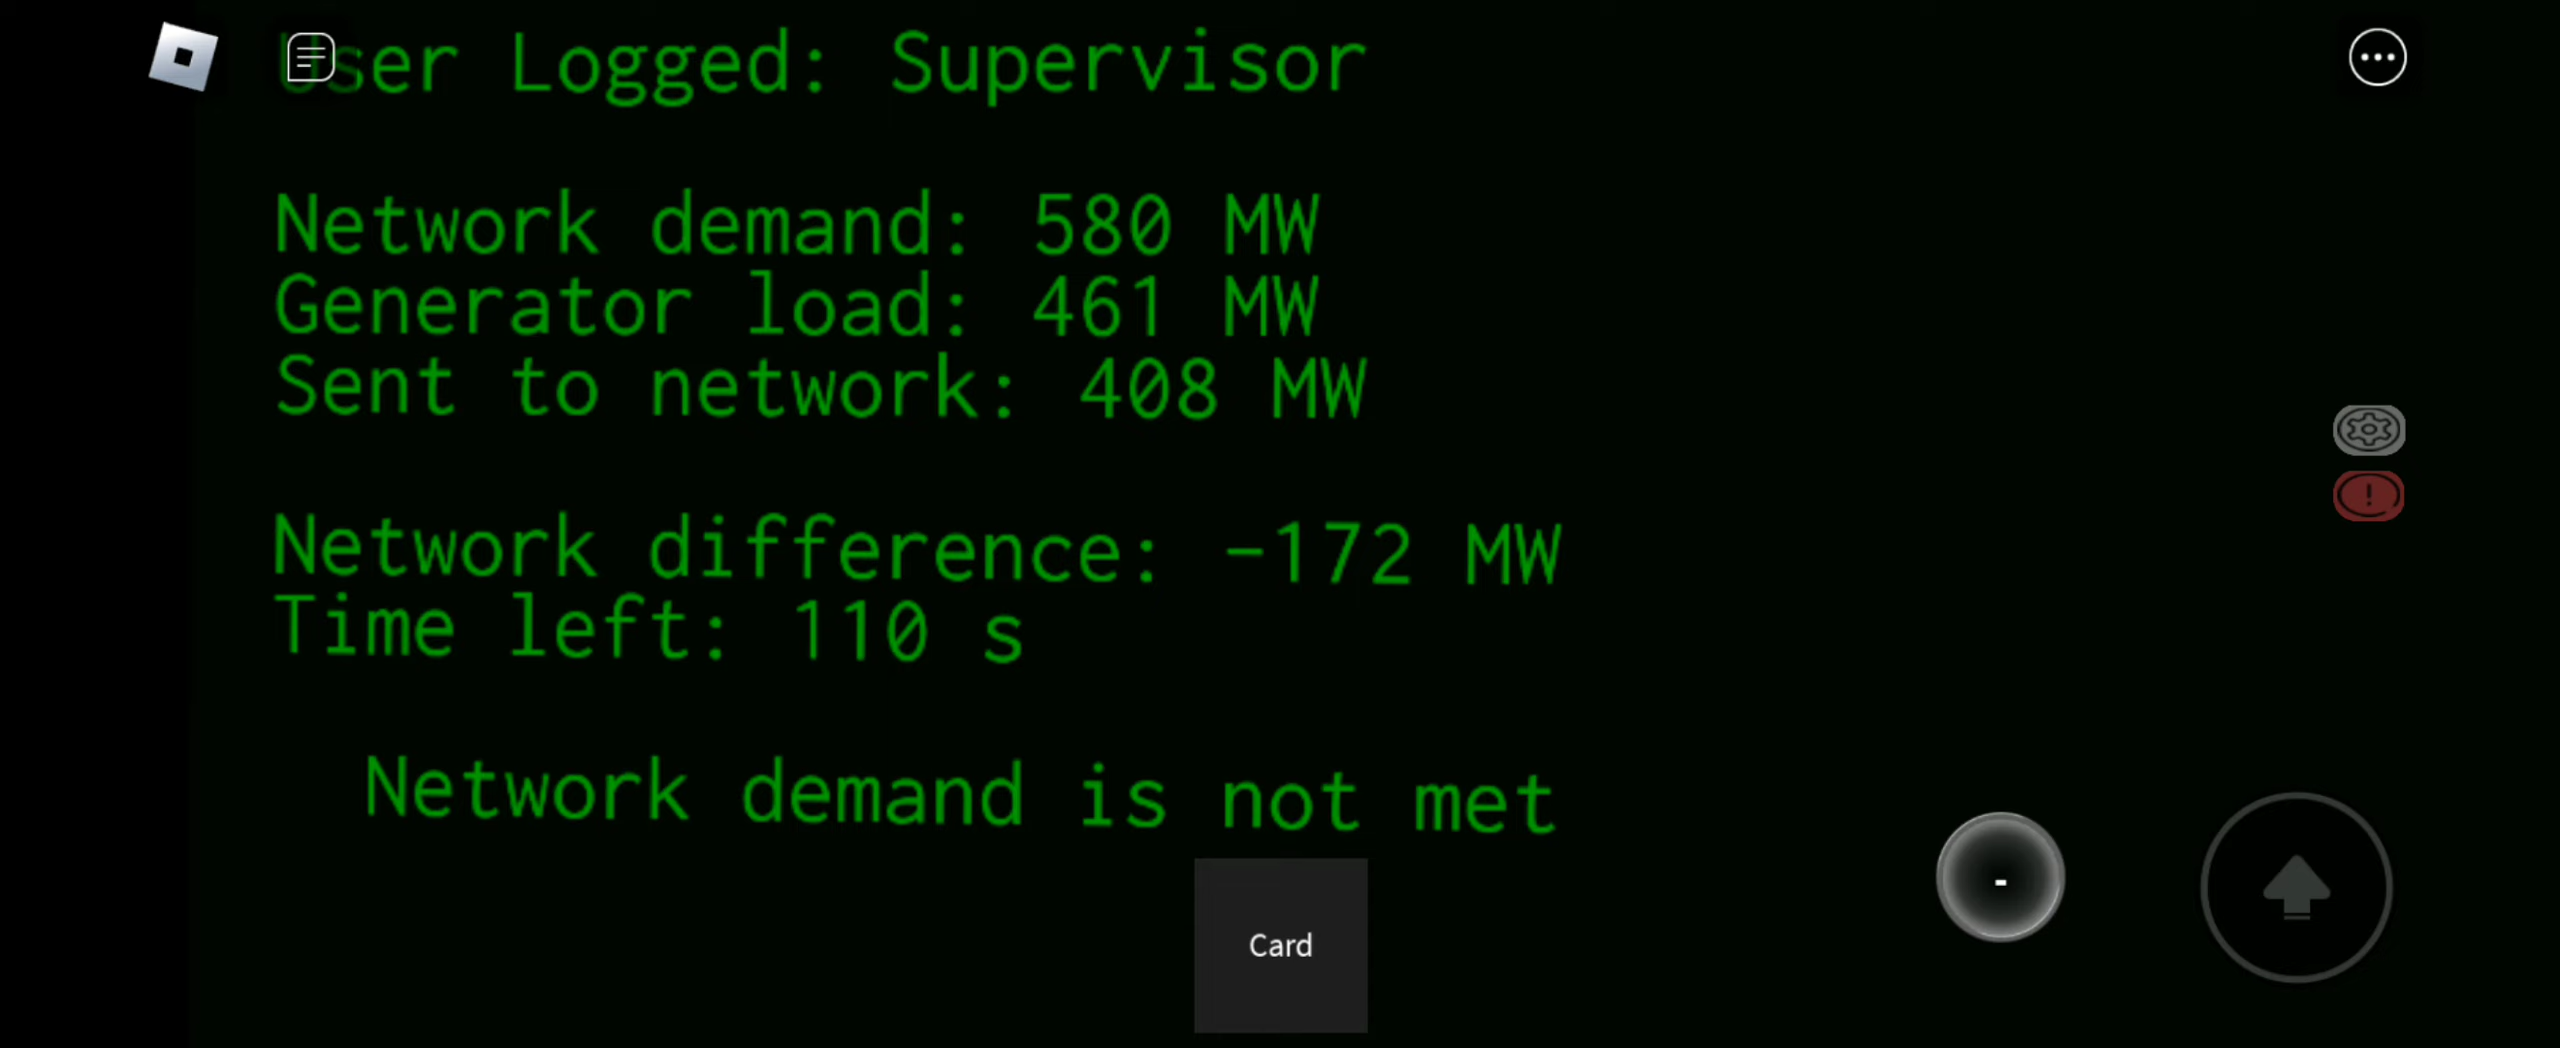 User Logged: Supervisor
Network demand: 580 MW
Generator load: 461 MW
Sent to network: 408 MW
Network difference: -172 MW
Time left: 110 s
Network demand is not met
Card
-